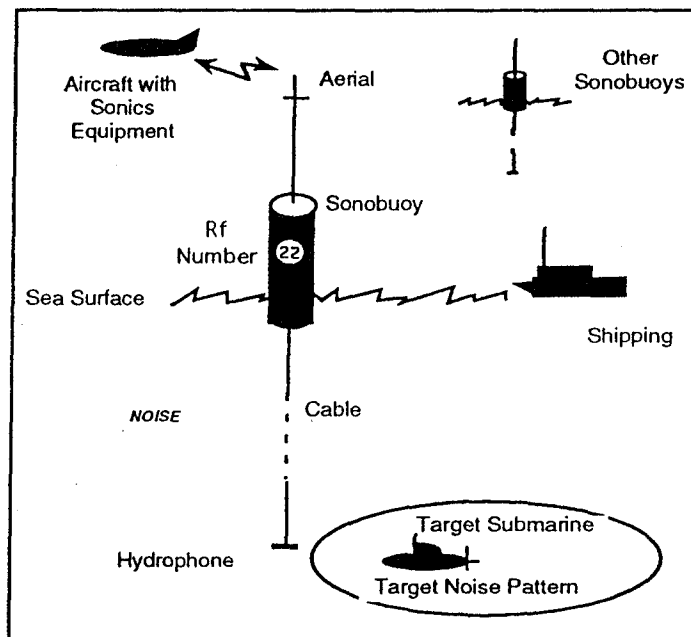 Aircraft with
Sonics
Equipment
Aerial
Other
Sonobuoys
Sonobuoy
Rf
Number
22
Sea Surface
Shipping
NOISE
Cable
Target Submarine
Hydrophone
Target Noise Pattern